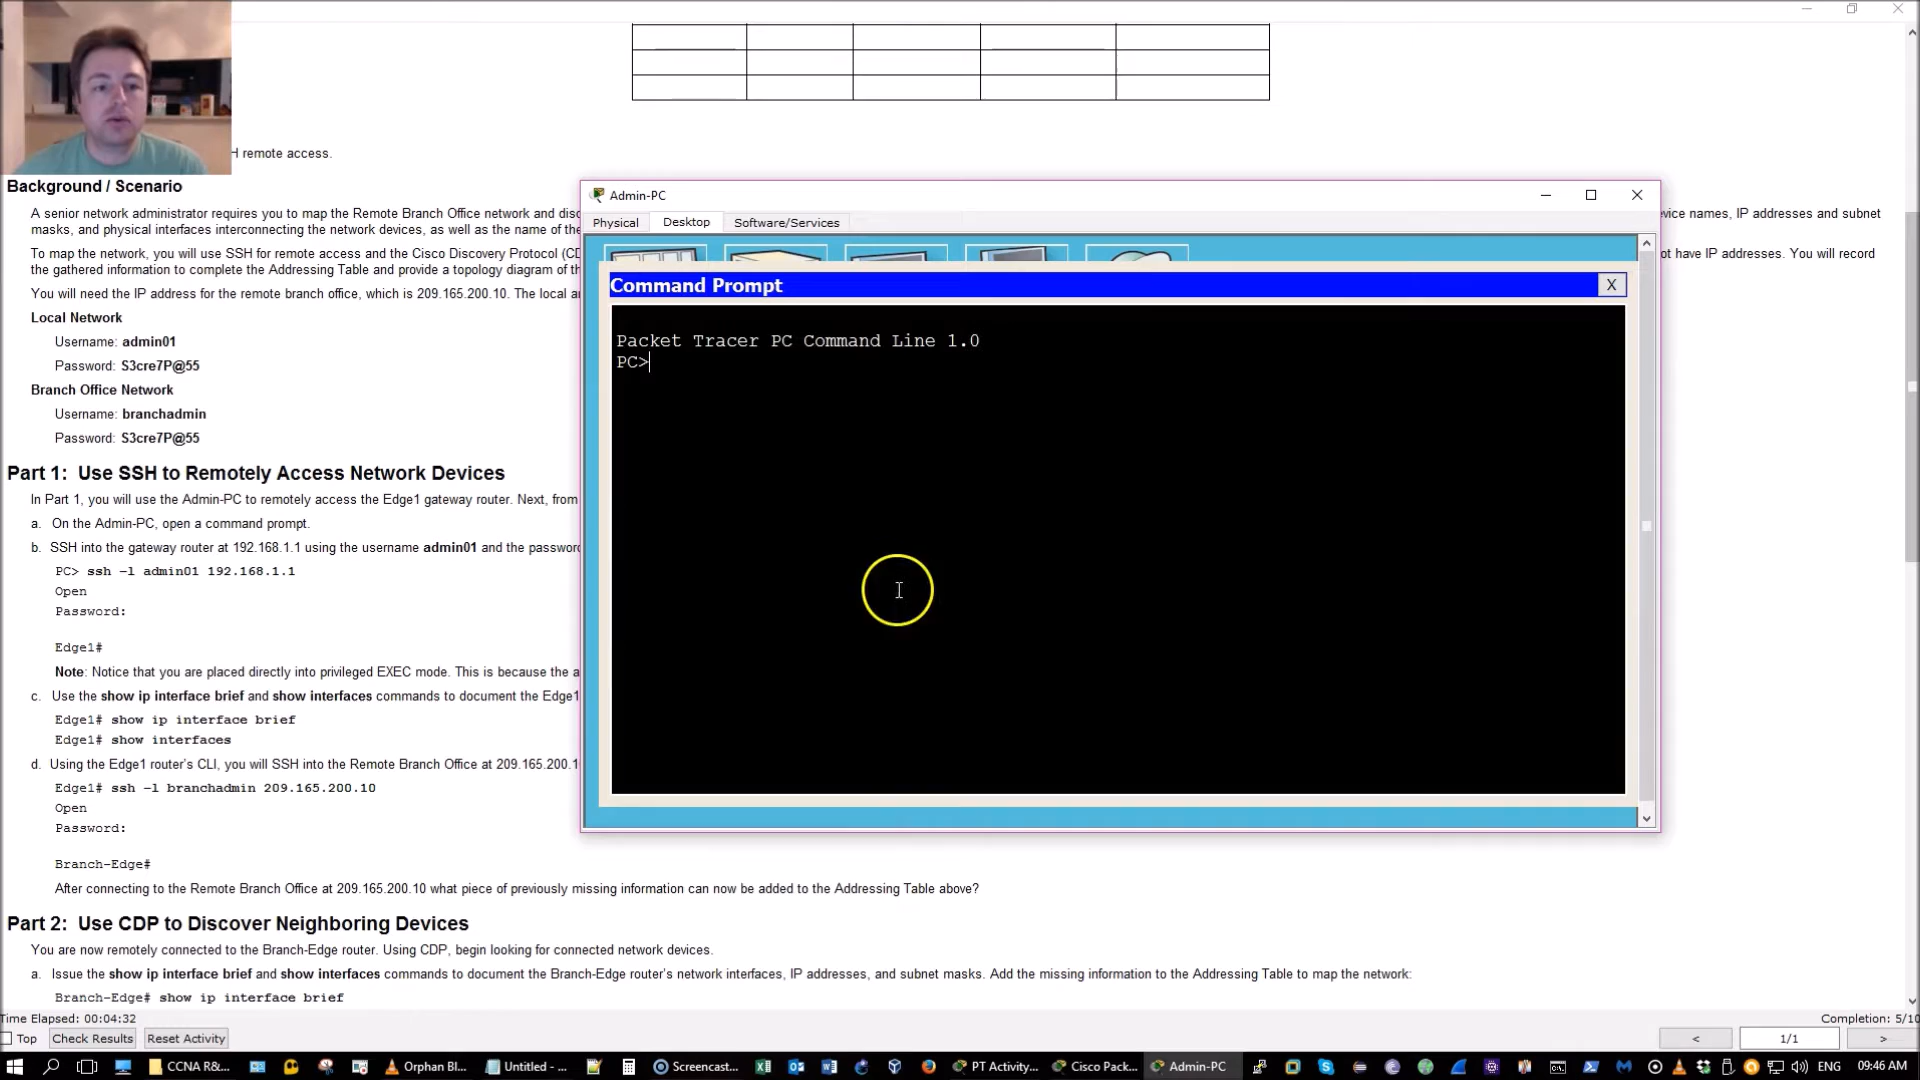 H remote access.
Background / Scenario
A senior network administrator requires you to map the Remote Branch Office network and disc
vice names, IP addresses and subnet
masks, and physical interfaces interconnecting the network devices, as well as the name of the
To map the network, you will use SSH for remote access and the Cisco Discovery Protocol (CD
ot have IP addresses. You will record
the gathered information to complete the Addressing Table and provide a topology diagram of th
You will need the IP address for the remote branch office, which is 209.165.200.10. The local a
Local Network
Username: admin01
Password: S3cre7P@55
Branch Office Network
Username: branchadmin
Password: S3cre7P@55
Part 1: Use SSH to Remotely Access Network Devices
In Part 1, you will use the Admin-PC to remotely access the Edge1 gateway router. Next, from
a. On the Admin-PC, open a command prompt.
b. SSH into the gateway router at 192.168.1.1 using the username admin01 and the password
PC> ssh -l admin01 192.168.1.1
Open
Password:
Edge1#
Note: Notice that you are placed directly into privileged EXEC mode. This is because the a
c. Use the show ip interface brief and show interfaces commands to document the Edge1
Edge1# show ip interface brief
Edge1# show interfaces
d. Using the Edge1 router's CLI, you will SSH into the Remote Branch Office at 209.165.200.1
Edge1# ssh -l branchadmin 209.165.200.10
Open
Password:
Branch-Edge#
After connecting to the Remote Branch Office at 209.165.200.10 what piece of previously missing information can now be added to the Addressing Table above?
Part 2: Use CDP to Discover Neighboring Devices
You are now remotely connected to the Branch-Edge router. Using CDP, begin looking for connected network devices.
a. Issue the show ip interface brief and show interfaces commands to document the Branch-Edge router's network interfaces, IP addresses, and subnet masks. Add the missing information to the Addressing Table to map the network:
Branch-Edge# show ip interface brief
Admin-PC
Physical Desktop Software/Services
Command Prompt X
Packet Tracer PC Command Line 1.0
PC>
Time Elapsed: 00:04:32
Completion: 5/10
Top Check Results Reset Activity
< 1/1 >
CCNA R&... Orphan Bl... Untitled - ... Screencast... PT Activity... Cisco Pack... Admin-PC ENG 09:46 AM